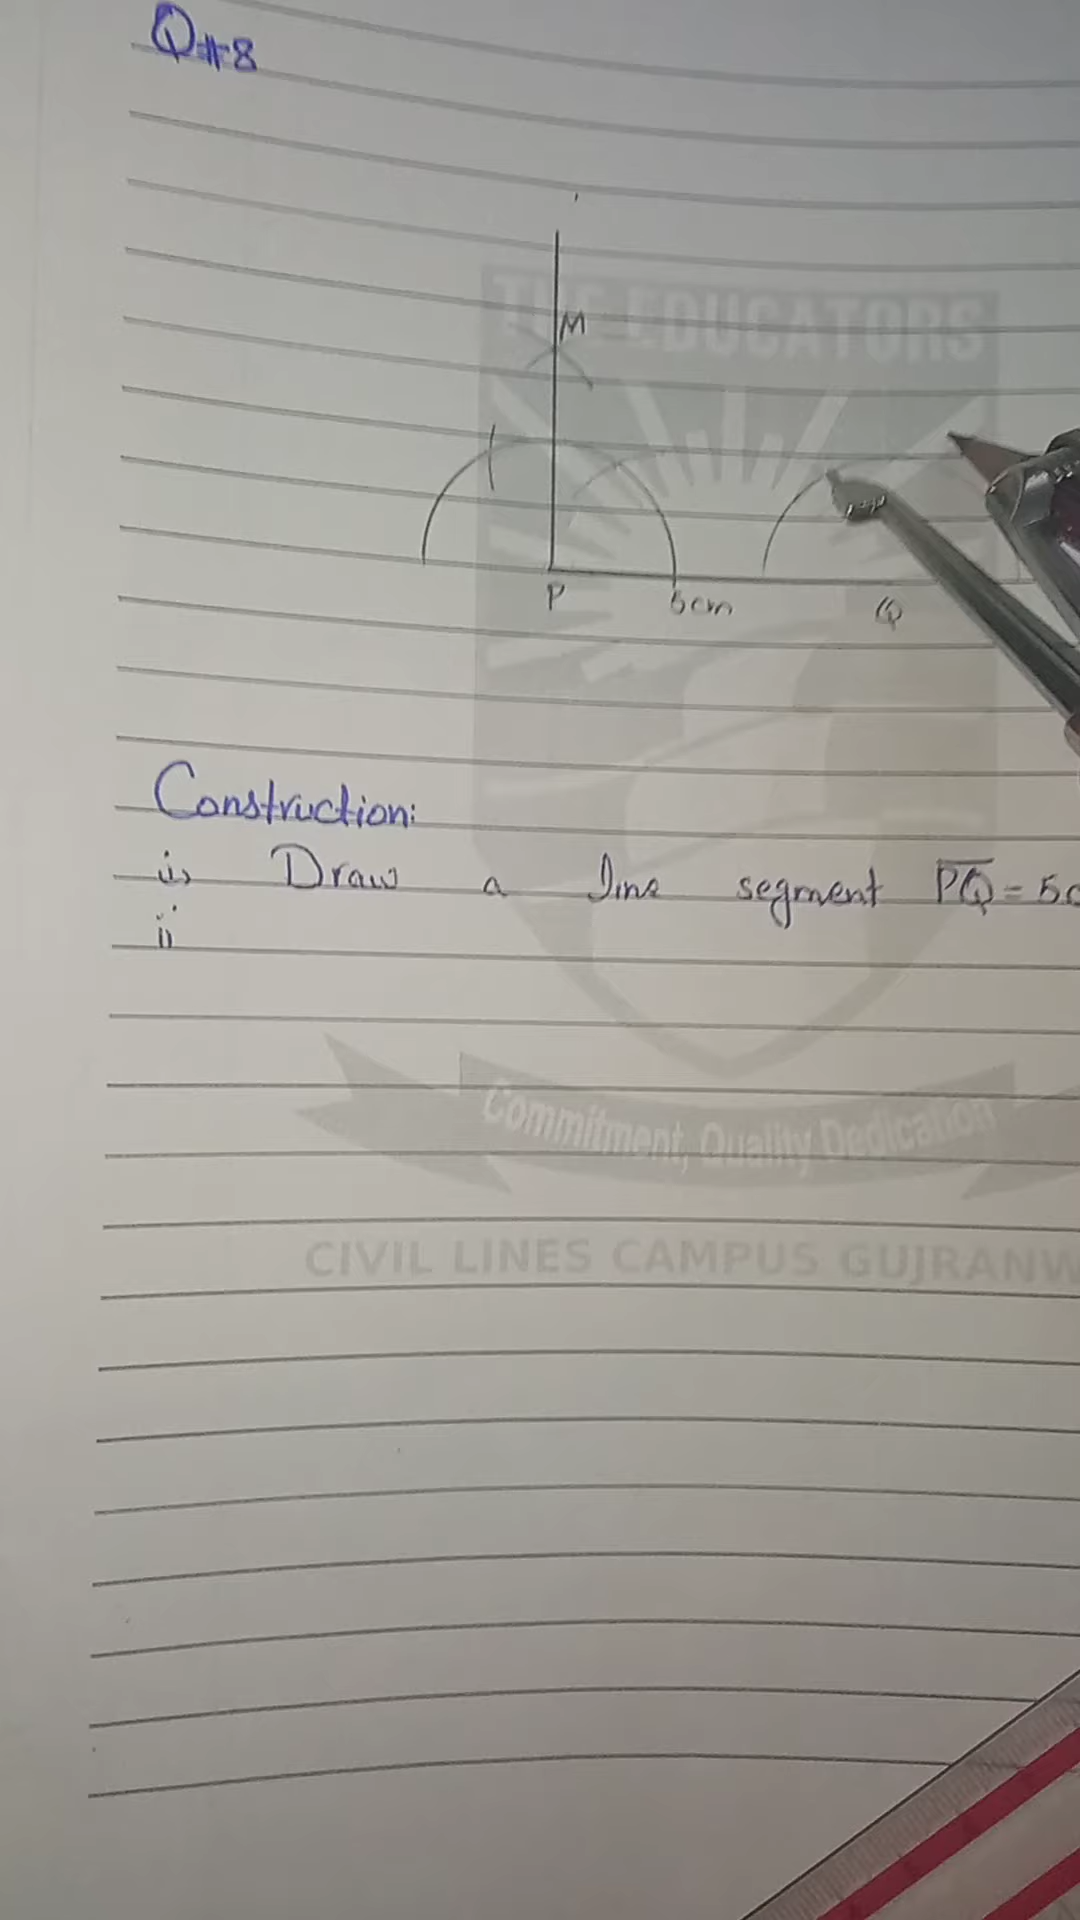 Q#8
THE EDUCATORS
M
P 5cm Q
Construction:
i, Draw a line segment PQ = 5c
ii
Commitment, Quality Dedication
CIVIL LINES CAMPUS GUJRANW